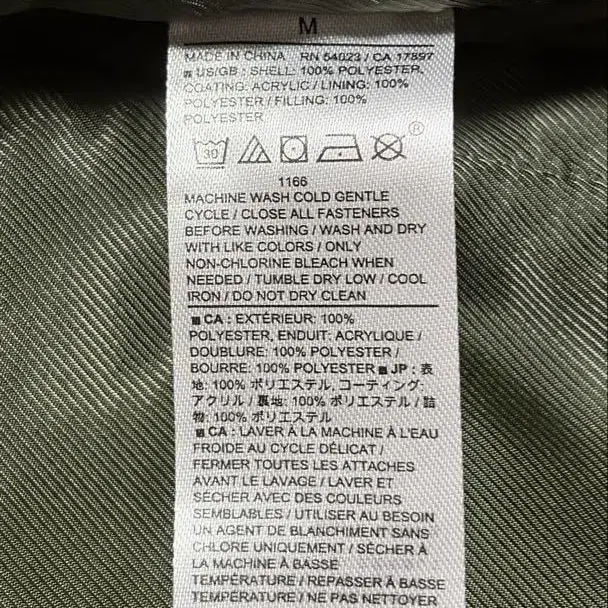 M
MADE IN CHINA RN 54023 / CA 17897
■ US/GB : SHELL: 100% POLYESTER,
COATING: ACRYLIC / LINING: 100%
POLYESTER / FILLING: 100%
POLYESTER
30
®
1166
MACHINE WASH COLD GENTLE
CYCLE / CLOSE ALL FASTENERS
BEFORE WASHING / WASH AND DRY
WITH LIKE COLORS / ONLY
NON-CHLORINE BLEACH WHEN
NEEDED / TUMBLE DRY LOW / COOL
IRON / DO NOT DRY CLEAN
■ CA : EXTÉRIEUR: 100%
POLYESTER, ENDUIT: ACRYLIQUE /
DOUBLURE: 100% POLYESTER /
BOURRE: 100% POLYESTER ■ JP : 表
地: 100% ポリエステル, コーティング:
アクリル / 裏地: 100% ポリエステル / 詰
物: 100% ポリエステル
■ CA : LAVER À LA MACHINE À L'EAU
FROIDE AU CYCLE DÉLICAT /
FERMER TOUTES LES ATTACHES
AVANT LE LAVAGE / LAVER ET
SÉCHER AVEC DES COULEURS
SEMBLABLES / UTILISER AU BESOIN
UN AGENT DE BLANCHIMENT SANS
CHLORE UNIQUEMENT / SÉCHER À
LA MACHINE À BASSE
TEMPÉRATURE / REPASSER À BASSE
TEMPÉRATURE / NE PAS NETTOYER